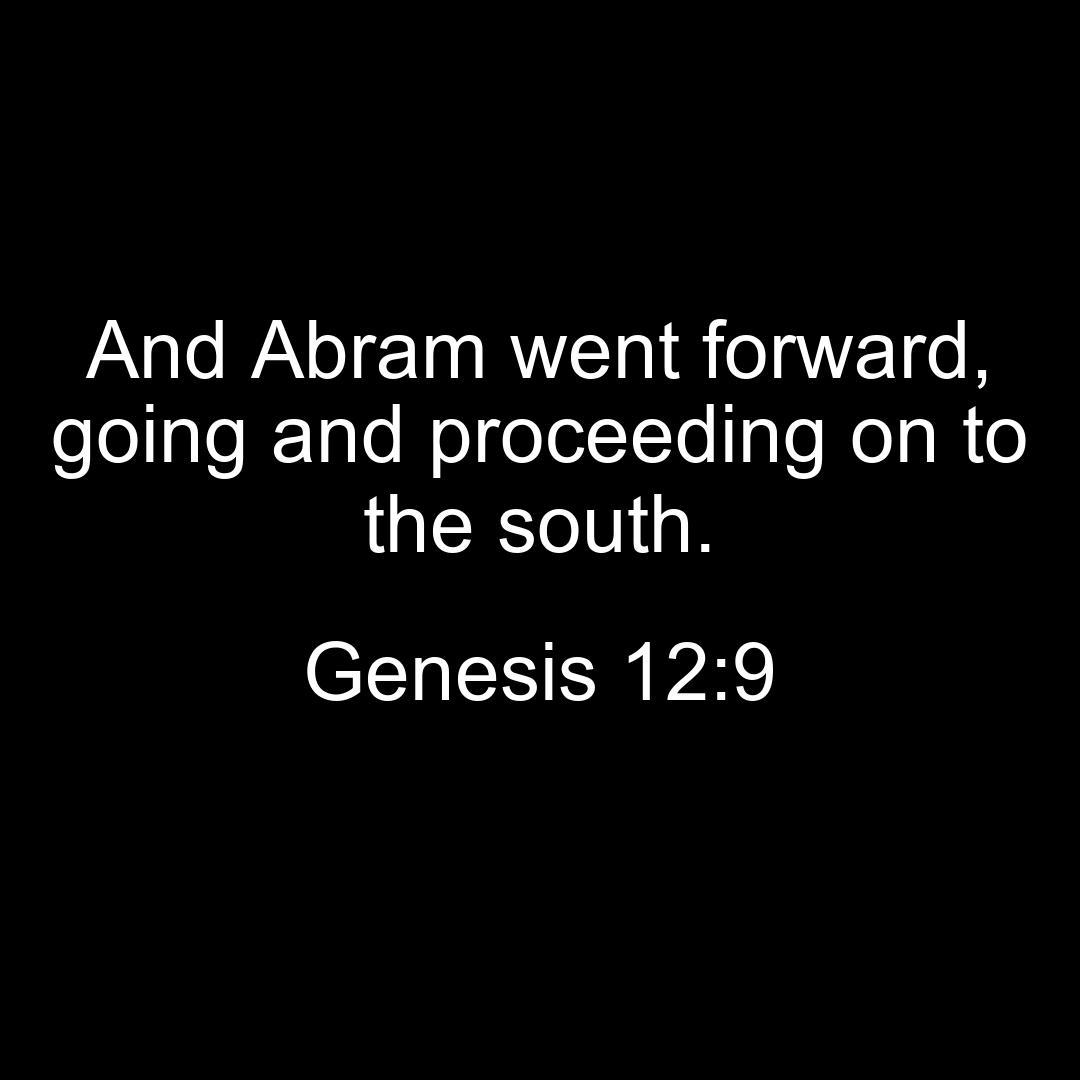 And Abram went forward,
going and proceeding on to
the south.
Genesis 12:9